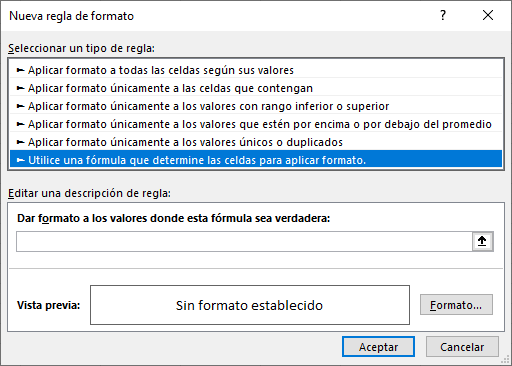 Nueva regla de formato
Seleccionar un tipo de regla:
► Aplicar formato a todas las celdas según sus valores
► Aplicar formato únicamente a las celdas que contengan
► Aplicar formato únicamente a los valores con rango inferior o superior
► Aplicar formato únicamente a los valores que estén por encima o por debajo del promedio
► Aplicar formato únicamente a los valores únicos o duplicados
► Utilice una fórmula que determine las celdas para aplicar formato.
Editar una descripción de regla:
Dar formato a los valores donde esta fórmula sea verdadera:
Vista previa:
Sin formato establecido
Formato...
Aceptar
Cancelar